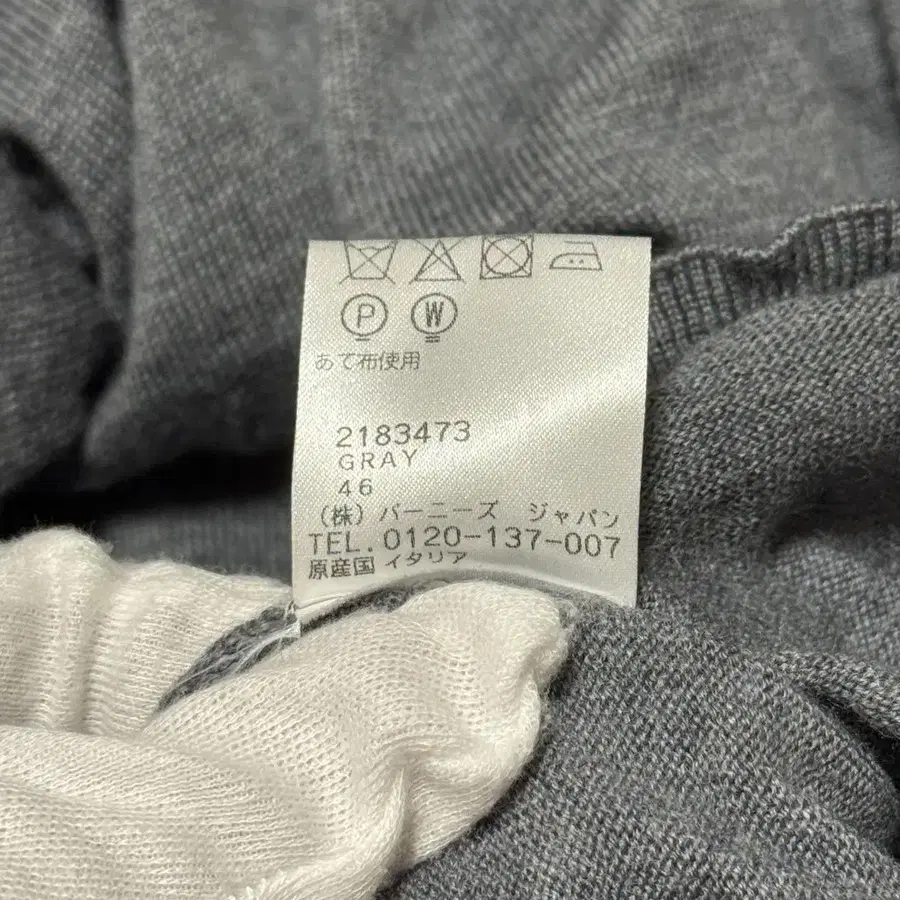 P W
あて布使用
2183473
GRAY
46
(株) バーニーズ ジャパン
TEL. 0120-137-007
原産国 イタリア